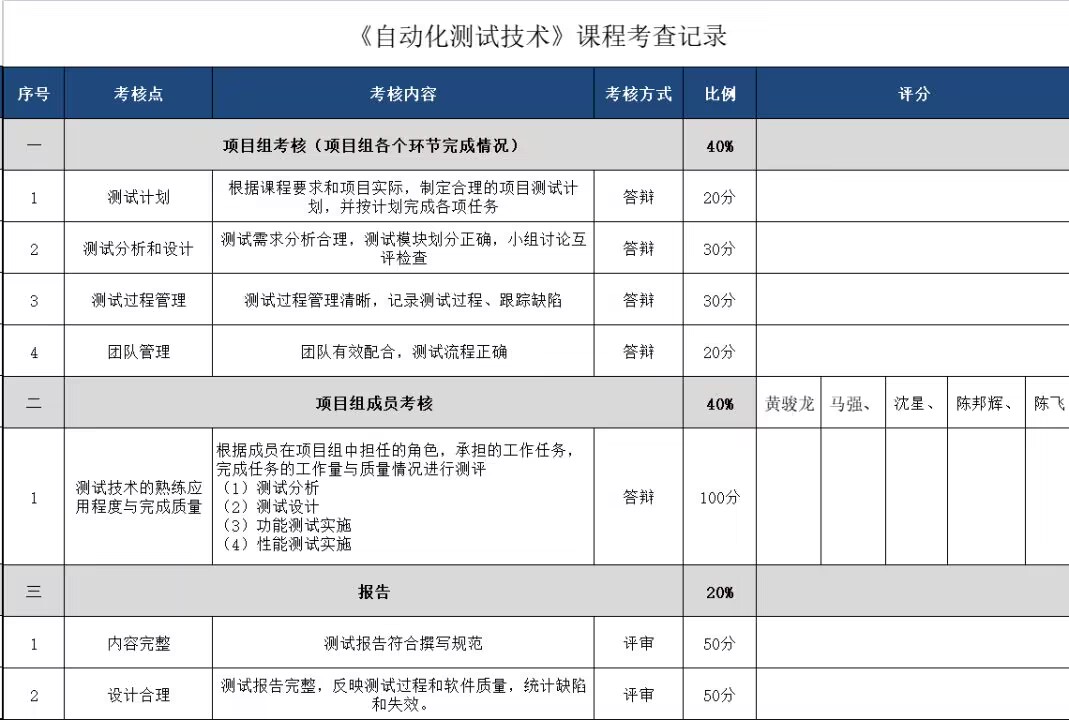 《自动化测试技术》课程考查记录
序号 考核点 考核内容 考核方式 比例 评分
一 项目组考核（项目组各个环节完成情况） 40%
1 测试计划 根据课程要求和项目实际，制定合理的项目测试计
划，并按计划完成各项任务 答辩 20分
2 测试分析和设计 测试需求分析合理，测试模块划分正确，小组讨论互
评检查 答辩 30分
3 测试过程管理 测试过程管理清晰，记录测试过程、跟踪缺陷 答辩 30分
4 团队管理 团队有效配合，测试流程正确 答辩 20分
二 项目组成员考核 40% 黄骏龙 马强、 沈星、 陈邦辉、 陈飞
1 测试技术的熟练应
用程度与完成质量 根据成员在项目组中担任的角色，承担的工作任务，
完成任务的工作量与质量情况进行测评
（1）测试分析
（2）测试设计
（3）功能测试实施
（4）性能测试实施 答辩 100分
三 报告 20%
1 内容完整 测试报告符合撰写规范 评审 50分
2 设计合理 测试报告完整，反映测试过程和软件质量，统计缺陷
和失效。 评审 50分